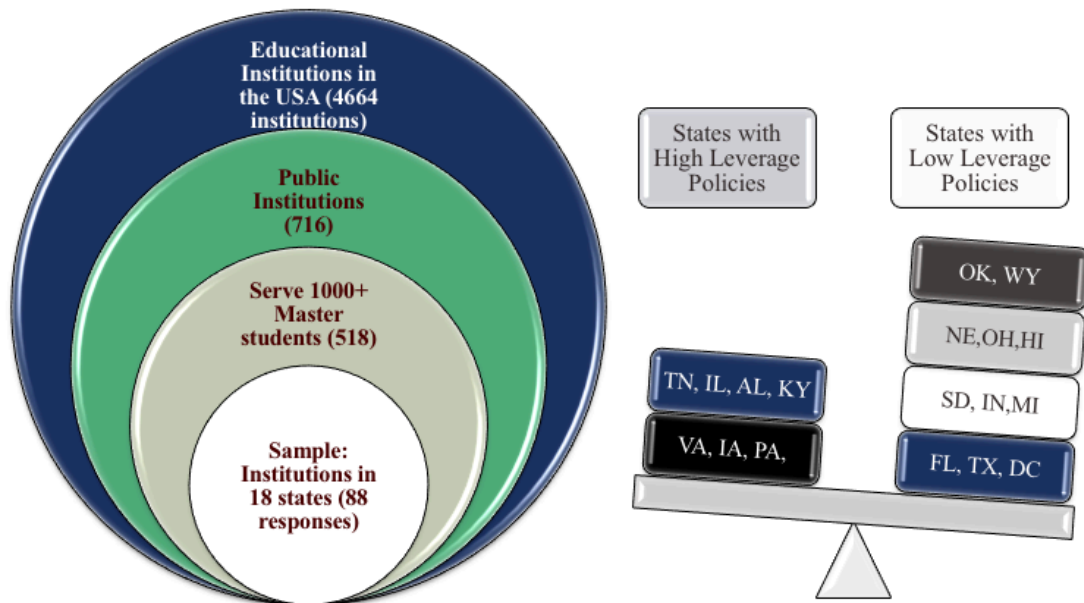 Educational
Institutions in
the USA (4664
institutions)
Public
Institutions
(716)
Serve 1000+
Master
students (518)
Sample:
Institutions in
18 states (88
responses)
States with
High Leverage
Policies
States with
Low Leverage
Policies
TN, IL, AL, KY
VA, IA, PA,
OK, WY
NE,OH,HI
SD, IN,MI
FL, TX, DC